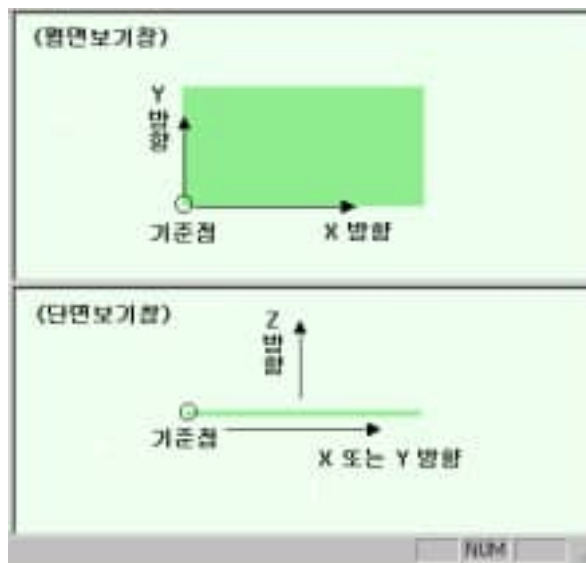 (평면보기창)
Y 방향
기준점
X 방향
(단면보기창)
Z 방향
기준점
X 또는 Y 방향
NUM